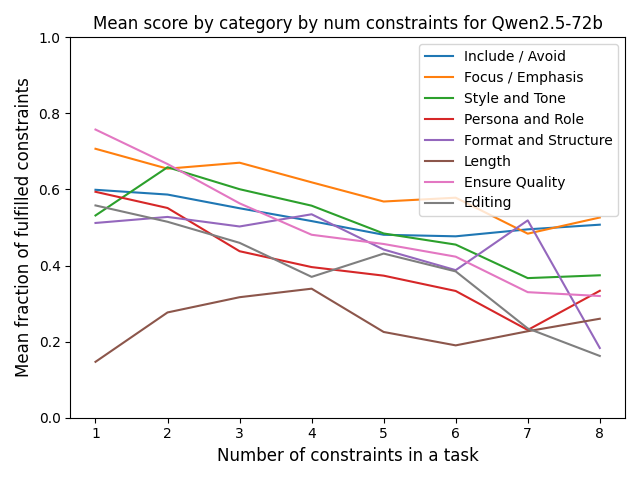 Mean score by category by num constraints for Qwen2.5-72b
Mean fraction of fulfilled constraints
1.0
0.8
0.6
0.4
0.2
0.0
Include / Avoid
Focus / Emphasis
Style and Tone
Persona and Role
Format and Structure
Length
Ensure Quality
Editing
1 2 3 4 5 6 7 8
Number of constraints in a task